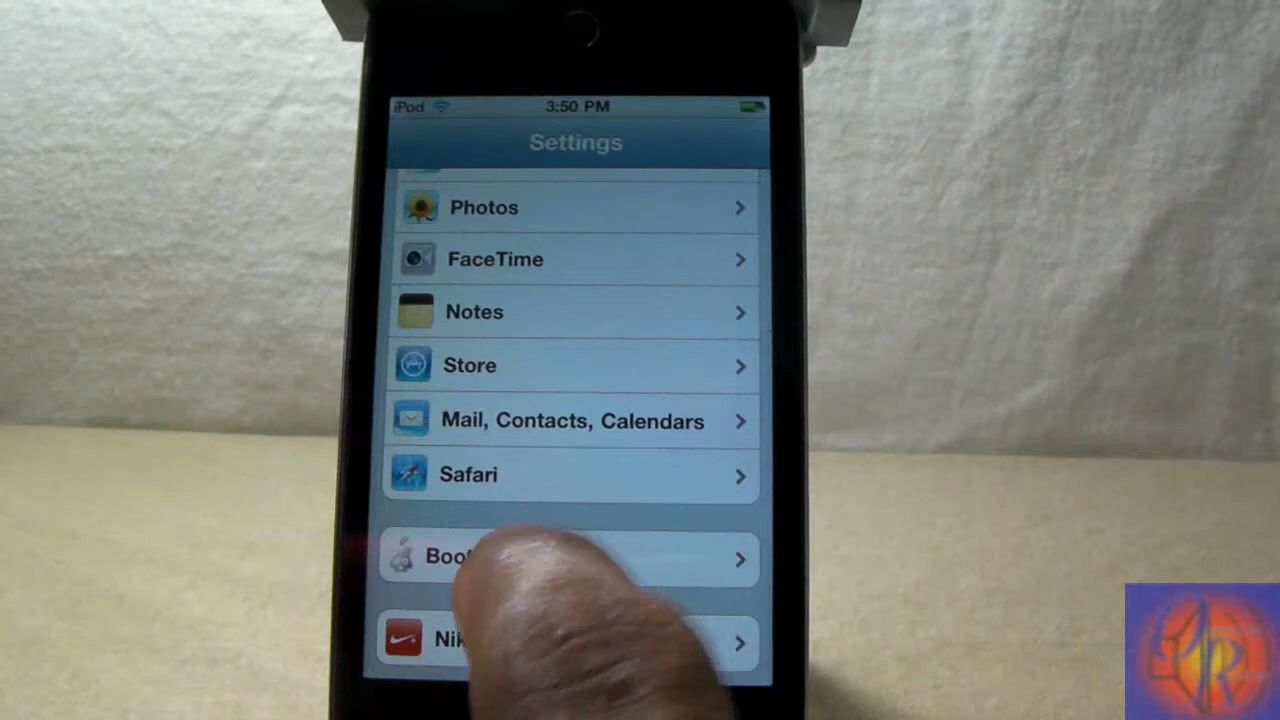 iPod 3:50 PM
Settings
Photos
FaceTime
Notes
Store
Mail, Contacts, Calendars
Safari